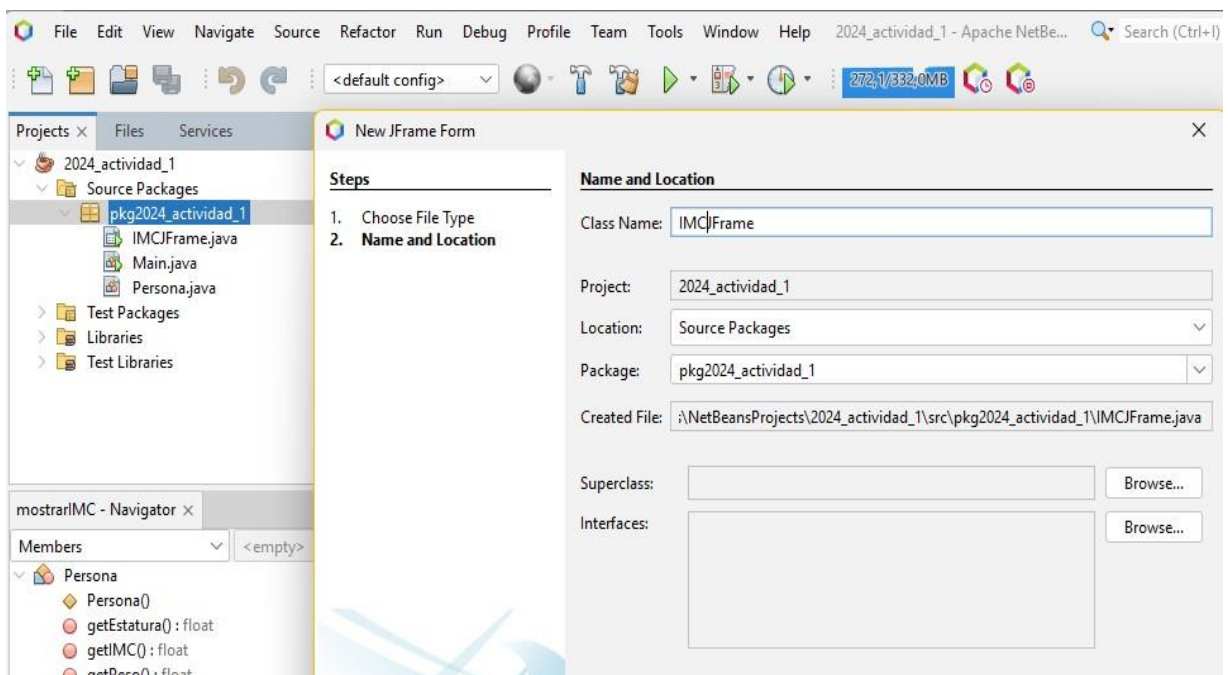 File Edit View Navigate Source Refactor Run Debug Profile Team Tools Window Help 2024_actividad_1 - Apache NetBe... Search (Ctrl+I)
<default config> 272,1/332,0MB
Projects Files Services
2024_actividad_1
Source Packages
pkg2024_actividad_1
IMCJFrame.java
Main.java
Persona.java
Test Packages
Libraries
Test Libraries
mostrarIMC - Navigator
Members <empty>
Persona
Persona()
getEstatura() : float
getIMC() : float
getPeso() : float
New JFrame Form
Steps
1. Choose File Type
2. Name and Location
Name and Location
Class Name: IMCJFrame
Project: 2024_actividad_1
Location: Source Packages
Package: pkg2024_actividad_1
Created File: :\NetBeansProjects\2024_actividad_1\src\pkg2024_actividad_1\IMCJFrame.java
Superclass: Browse...
Interfaces: Browse...